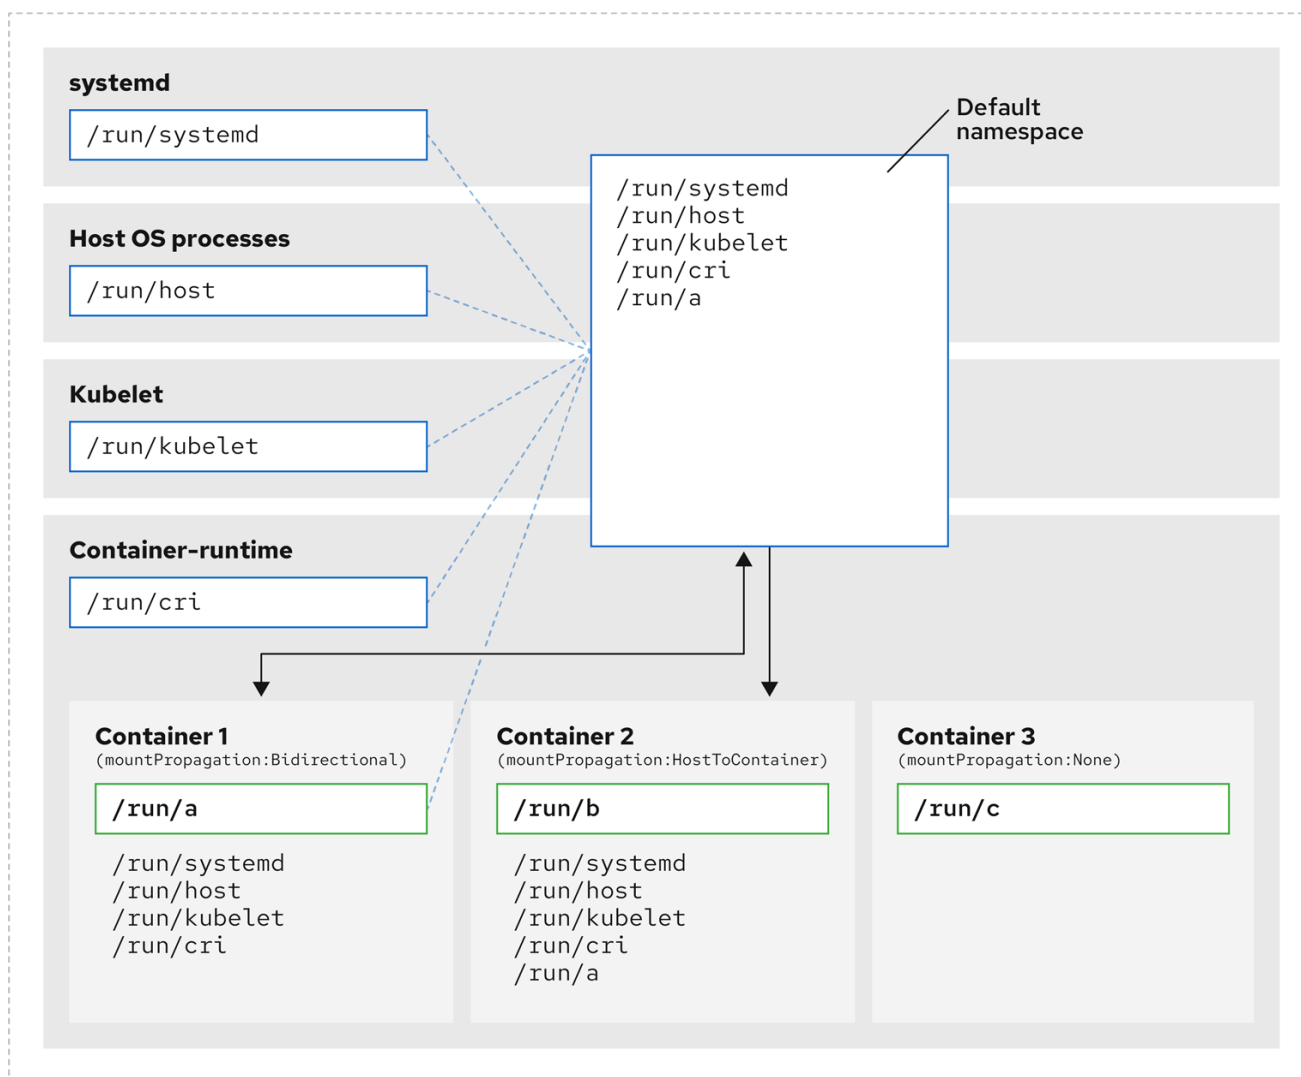 systemd
/run/systemd
Default
namespace
/run/systemd
/run/host
/run/kubelet
/run/cri
/run/a
Host OS processes
/run/host
Kubelet
/run/kubelet
Container-runtime
/run/cri
Container 1
(mountPropagation:Bidirectional)
/run/a
/run/systemd
/run/host
/run/kubelet
/run/cri
Container 2
(mountPropagation:HostToContainer)
/run/b
/run/systemd
/run/host
/run/kubelet
/run/cri
/run/a
Container 3
(mountPropagation:None)
/run/c